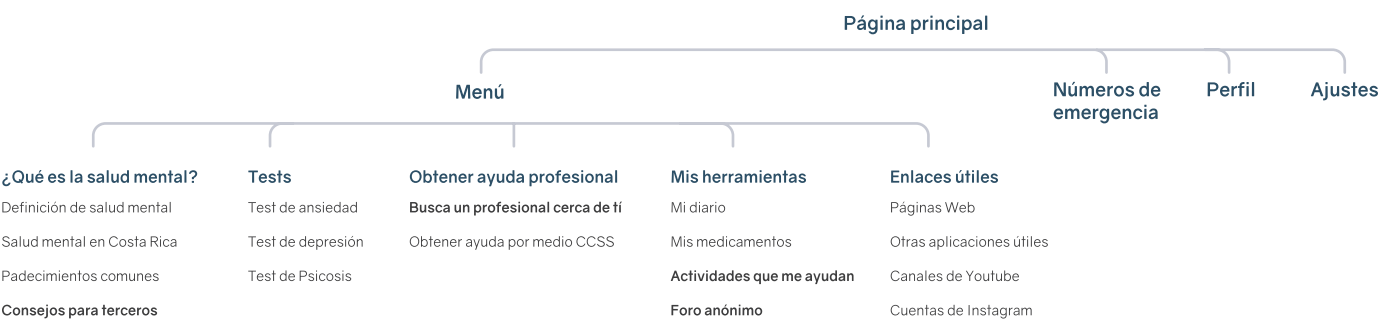 Página principal
Menú
Números de
emergencia
Perfil
Ajustes
¿Qué es la salud mental?
Definición de salud mental
Salud mental en Costa Rica
Padecimientos comunes
Consejos para terceros
Tests
Test de ansiedad
Test de depresión
Test de Psicosis
Obtener ayuda profesional
Busca un profesional cerca de tí
Obtener ayuda por medio CCSS
Mis herramientas
Mi diario
Mis medicamentos
Actividades que me ayudan
Foro anónimo
Enlaces útiles
Páginas Web
Otras aplicaciones útiles
Canales de Youtube
Cuentas de Instagram